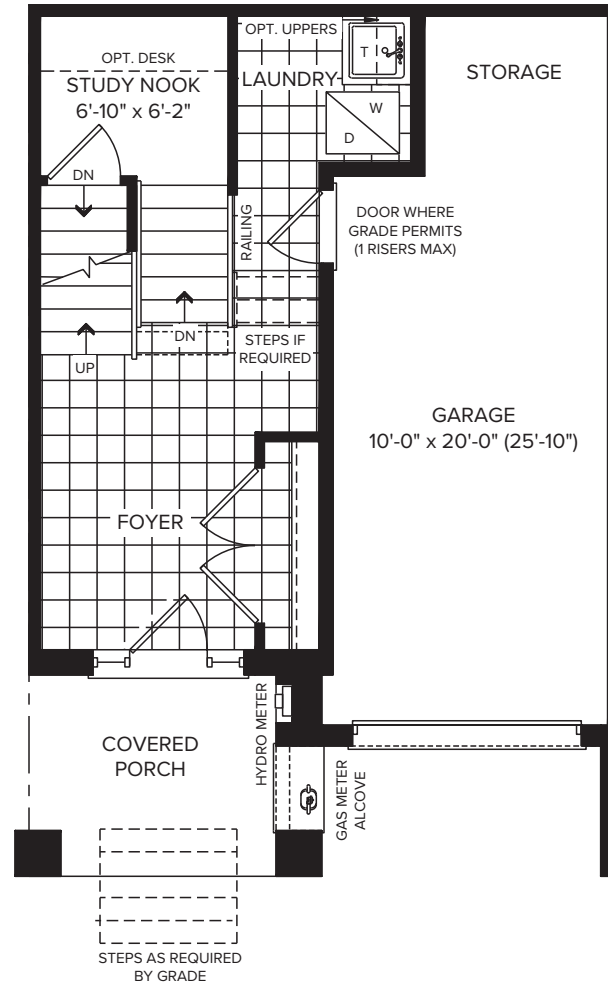 OPT. UPPERS
OPT. DESK
STUDY NOOK
6'-10" x 6'-2"
LAUNDRY
T
W
D
STORAGE
DN
RAILING
DOOR WHERE
GRADE PERMITS
(1 RISERS MAX)
DN
UP
STEPS IF
REQUIRED
GARAGE
10'-0" x 20'-0" (25'-10")
FOYER
HYDRO METER
COVERED
PORCH
GAS METER
ALCOVE
STEPS AS REQUIRED
BY GRADE